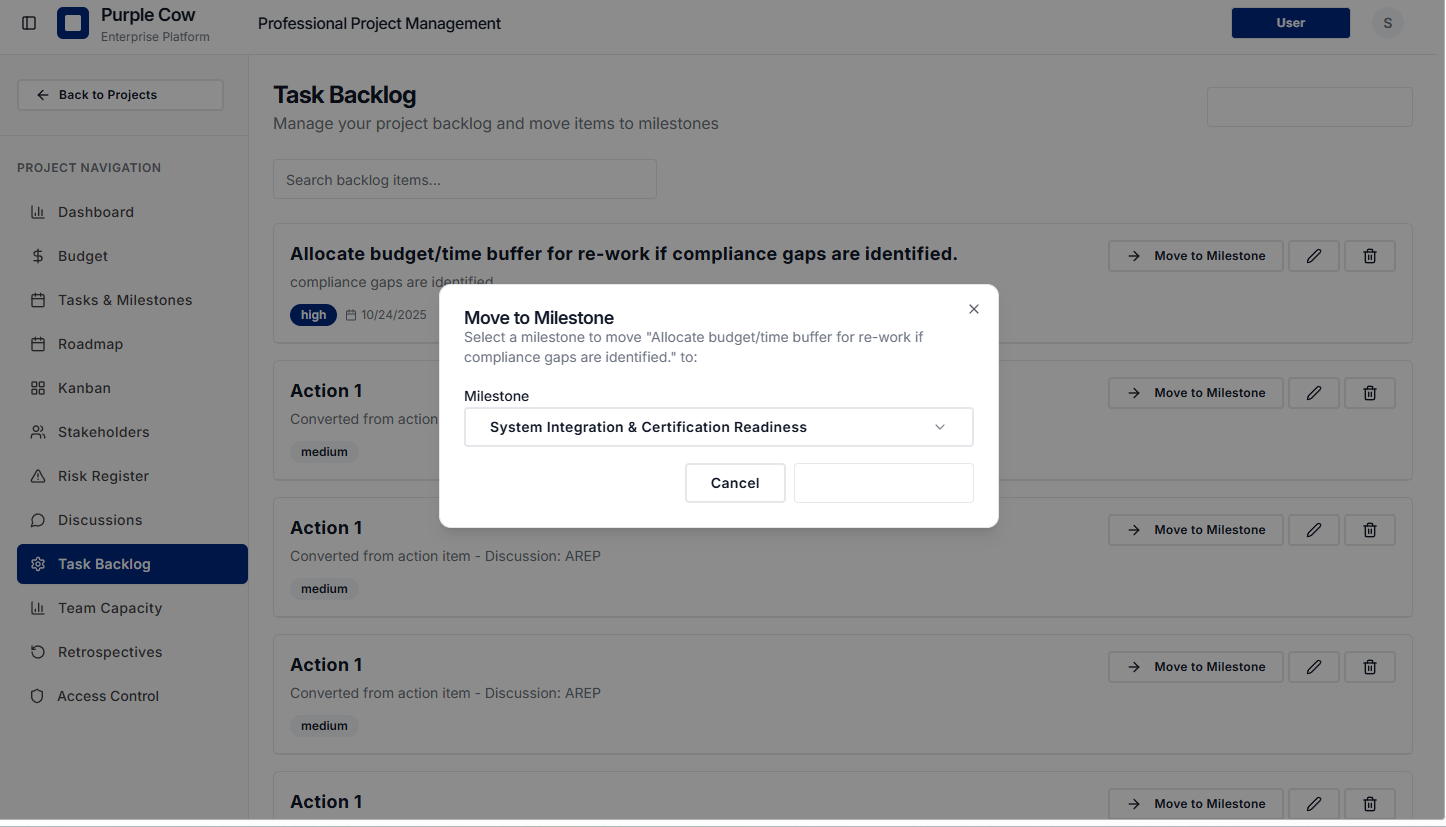 Purple Cow
Enterprise Platform
Professional Project Management
User
S
Back to Projects
PROJECT NAVIGATION
Dashboard
Budget
Tasks & Milestones
Roadmap
Kanban
Stakeholders
Risk Register
Discussions
Task Backlog
Team Capacity
Retrospectives
Access Control
Task Backlog
Manage your project backlog and move items to milestones
Search backlog items...
Allocate budget/time buffer for re-work if compliance gaps are identified.
compliance gaps are identified
high
10/24/2025
Move to Milestone
Action 1
Converted from action
medium
Move to Milestone
Action 1
Converted from action item - Discussion: AREP
medium
Move to Milestone
Action 1
Converted from action item - Discussion: AREP
medium
Move to Milestone
Action 1
Move to Milestone
Move to Milestone
Select a milestone to move "Allocate budget/time buffer for re-work if
compliance gaps are identified." to:
Milestone
System Integration & Certification Readiness
Cancel